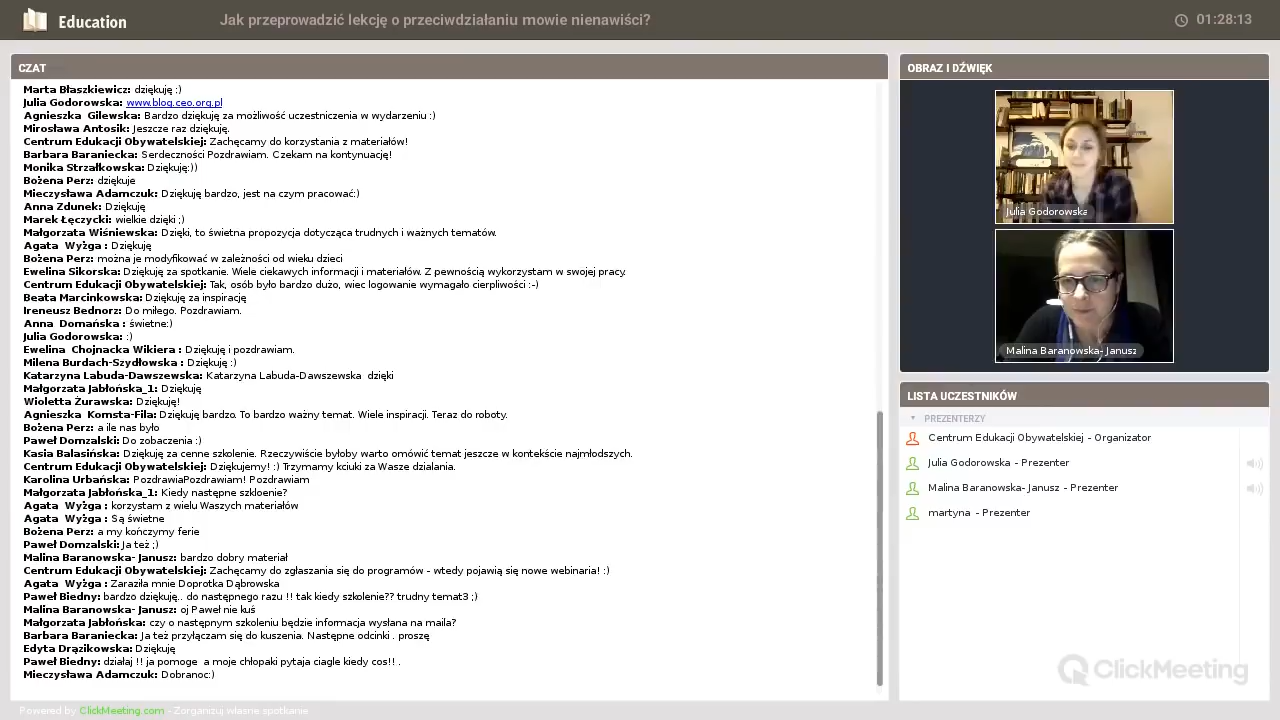 Education
Jak przeprowadzić lekcję o przeciwdziałaniu mowie nienawiści?
01:28:13
CZAT
Marta Błaszkiewicz: dziękuję :)
Julia Godorowska: www.blog.ceo.org.pl
Agnieszka Gilewska: Bardzo dziękuję za możliwość uczestniczenia w wydarzeniu :)
Mirosława Antosik: Jeszcze raz dziękuję.
Centrum Edukacji Obywatelskiej: Zachęcamy do korzystania z materiałów!
Barbara Baraniecka: Serdeczności Pozdrawiam. Czekam na kontynuację!
Monika Strzałkowska: Dziękuję:))
Bożena Perz: dziękuje
Mieczysława Adamczuk: Dziękuję bardzo, jest na czym pracować:)
Anna Zdunek: Dziękuję
Marek Łęczycki: wielkie dzięki ;)
Małgorzata Wiśniewska: Dzięki, to świetna propozycja dotycząca trudnych i ważnych tematów.
Agata Wyżga : Dziękuję
Bożena Perz: można je modyfikować w zależności od wieku dzieci
Ewelina Sikorska: Dziękuję za spotkanie. Wiele ciekawych informacji i materiałów. Z pewnością wykorzystam w swojej pracy.
Centrum Edukacji Obywatelskiej: Tak, osób było bardzo dużo, wiec logowanie wymagało cierpliwości :-)
Beata Marcinkowska: Dziękuję za inspirację
Ireneusz Bednorz: Do miłego. Pozdrawiam.
Anna Domańska : świetne:)
Julia Godorowska: :)
Ewelina Chojnacka Wikiera : Dziękuję i pozdrawiam.
Milena Burdach-Szydłowska : Dziękuję :)
Katarzyna Labuda-Dawszewska: Katarzyna Labuda-Dawszewska dzięki
Małgorzata Jabłońska_1: Dziękuję
Wioletta Żurawska: Dziękuję!
Agnieszka Komsta-Fila: Dziękuję bardzo. To bardzo ważny temat. Wiele inspiracji. Teraz do roboty.
Bożena Perz: a ile nas było
Paweł Domzalski: Do zobaczenia :)
Kasia Balasińska: Dziękuję za cenne szkolenie. Rzeczywiście byłoby warto omówić temat jeszcze w kontekście najmłodszych.
Centrum Edukacji Obywatelskiej: Dziękujemy! :) Trzymamy kciuki za Wasze dzialania.
Karolina Urbańska: PozdrawiaPozdrawiam! Pozdrawiam
Małgorzata Jabłońska_1: Kiedy następne szkloenie?
Agata Wyżga : korzystam z wielu Waszych materiałów
Agata Wyżga : Są świetne
Bożena Perz: a my kończymy ferie
Paweł Domzalski: Ja też ;)
Malina Baranowska- Janusz: bardzo dobry materiał
Centrum Edukacji Obywatelskiej: Zachęcamy do zgłaszania się do programów - wtedy pojawią się nowe webinaria! :)
Agata Wyżga : Zaraziła mnie Doprotka Dąbrowska
Paweł Biedny: bardzo dziękuję.. do następnego razu !! tak kiedy szkolenie?? trudny temat3 ;)
Malina Baranowska- Janusz: oj Paweł nie kuś
Małgorzata Jabłońska: czy o następnym szkoleniu będzie informacja wysłana na maila?
Barbara Baraniecka: Ja też przyłączam się do kuszenia. Następne odcinki . proszę
Edyta Drązikowska: Dziękuję
Paweł Biedny: działaj !! ja pomoge a moje chłopaki pytaja ciagle kiedy cos!! .
Mieczysława Adamczuk: Dobranoc:)
Powered by ClickMeeting.com - Zorganizuj własne spotkanie
OBRAZ I DŹWIĘK
Julia Godorowska
Malina Baranowska- Janusz
LISTA UCZESTNIKÓW
PREZENTERZY
Centrum Edukacji Obywatelskiej - Organizator
Julia Godorowska - Prezenter
Malina Baranowska- Janusz - Prezenter
martyna - Prezenter
ClickMeeting